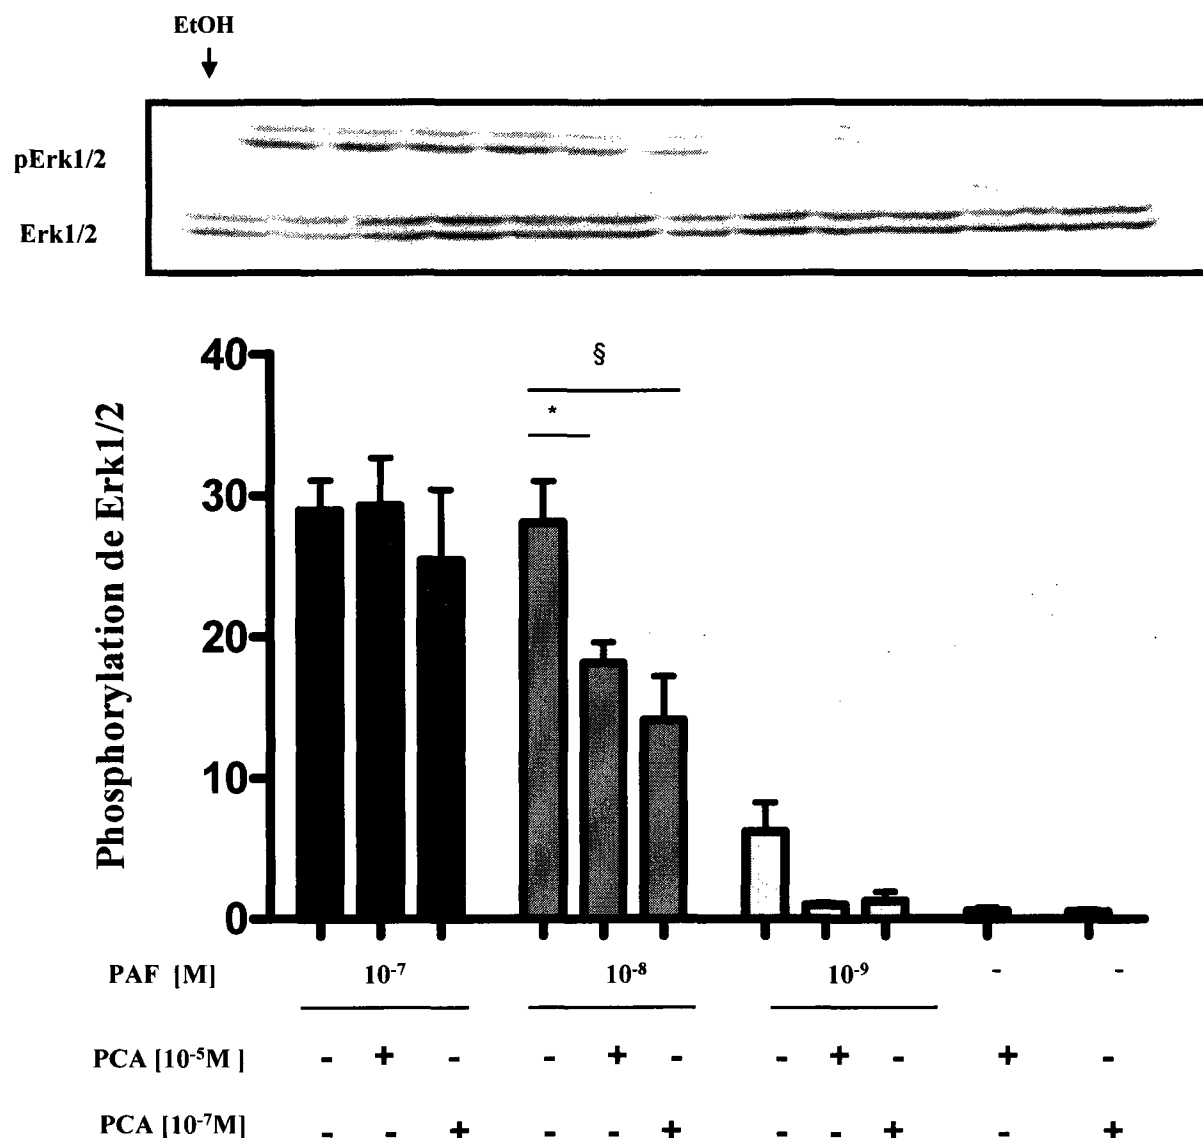 EtOH
pErk1/2
Erk1/2
Phosphorylation de Erk1/2
40
30
20
10
0
§
*
PAF [M] 10-7 10-8 10-9 - -
PCA [10-5M ] - + - - + - - + - + -
PCA [10-7M] - - + - - + - - + - +